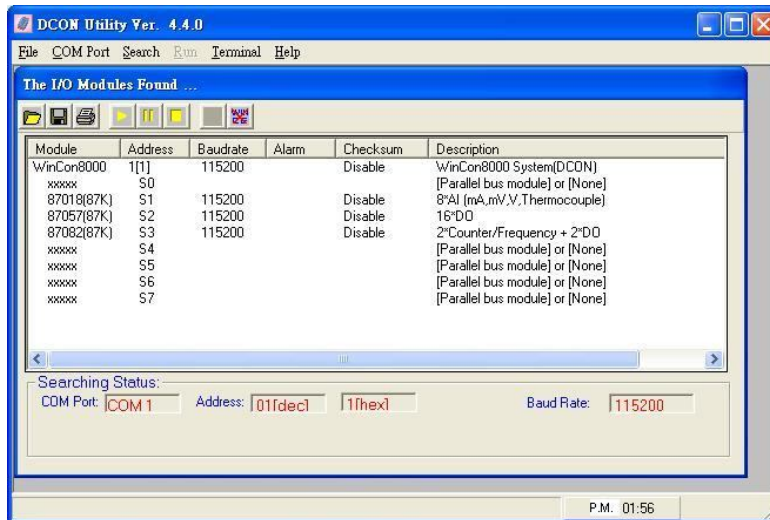 DCON Utility Ver. 4.4.0
File COM Port Search Run Terminal Help
The I/O Modules Found ...
Module Address Baudrate Alarm Checksum Description
WinCon8000 1[1] 115200 Disable WinCon8000 System(DCON)
xxxxx S0 [Parallel bus module] or [None]
87018(87K) S1 115200 Disable 8*AI (mA,mV,V,Thermocouple)
87057(87K) S2 115200 Disable 16*DO
87082(87K) S3 115200 Disable 2*Counter/Frequency + 2*DO
xxxxx S4 [Parallel bus module] or [None]
xxxxx S5 [Parallel bus module] or [None]
xxxxx S6 [Parallel bus module] or [None]
xxxxx S7 [Parallel bus module] or [None]
Searching Status:
COM Port: COM 1 Address: 01[dec] 1[hex] Baud Rate: 115200
P.M. 01:56